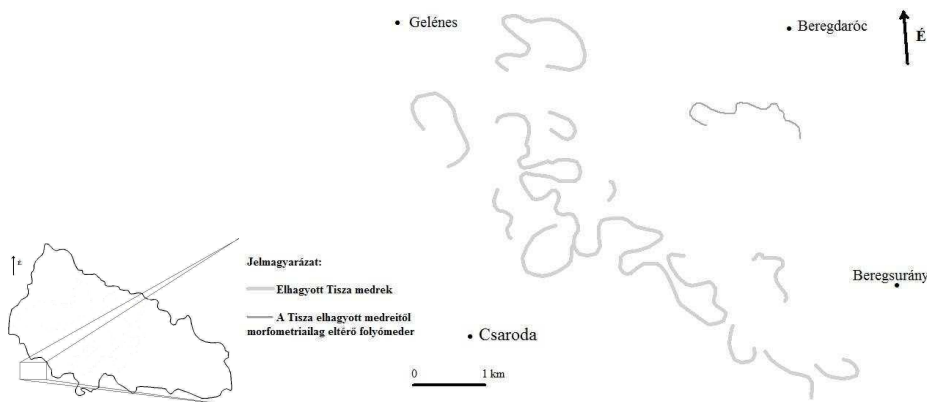 Gelénes
Beregdaróc
É
É
Jelmagyarázat:
Elhagyott Tisza medrek
A Tisza elhagyott medreitől
morfometriailag eltérő folyómeder
Beregsurány
Csaroda
0 1 km